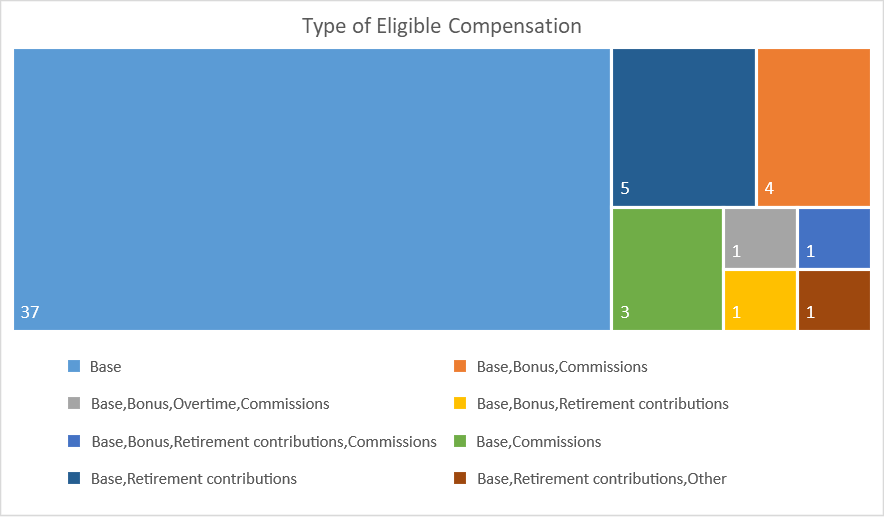 Type of Eligible Compensation
5
4
1
1
37
3
1
1
Base
Base,Bonus,Commissions
Base,Bonus,Overtime,Commissions
Base,Bonus,Retirement contributions
Base,Bonus,Retirement contributions,Commissions
Base,Commissions
Base,Retirement contributions
Base,Retirement contributions,Other